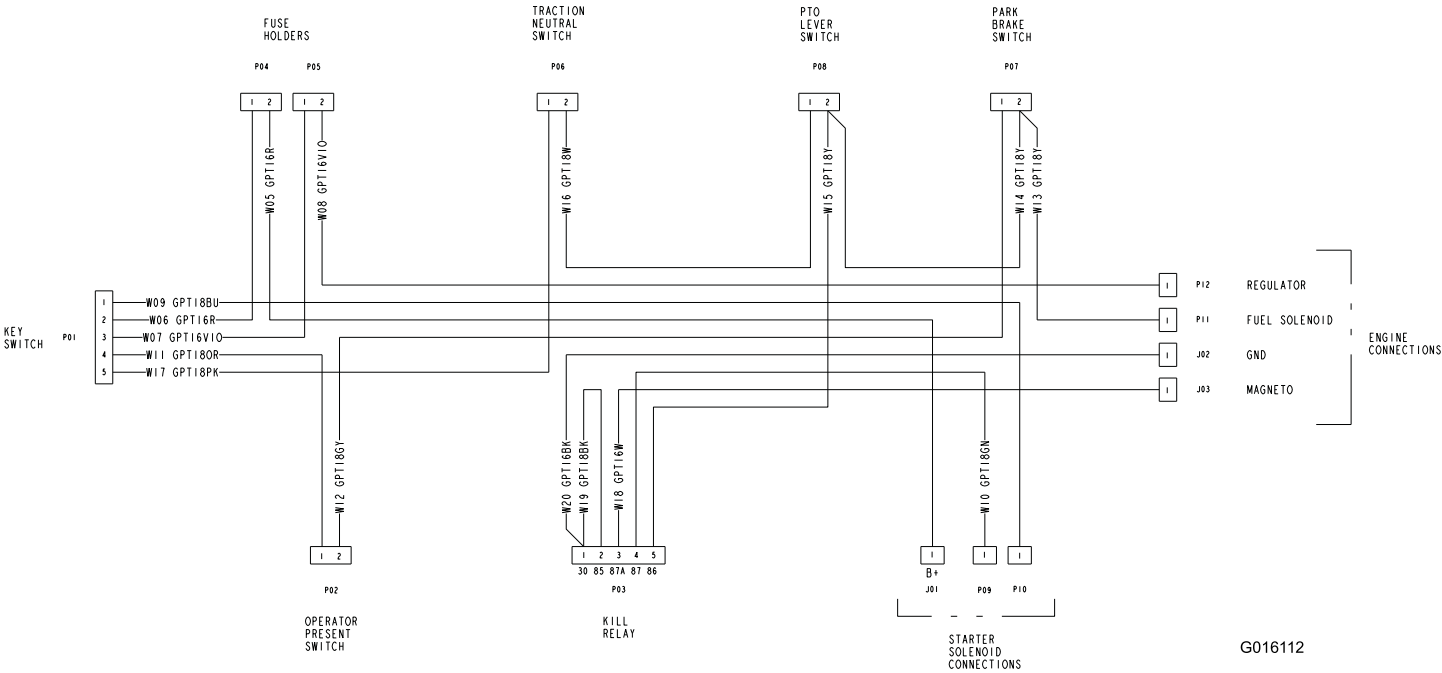 FUSE
HOLDERS
TRACTION
NEUTRAL
SWITCH
PTO
LEVER
SWITCH
PARK
BRAKE
SWITCH
P04
P05
P06
P08
P07
1 2
1 2
1 2
1 2
1 2
W05 GPT16R
W08 GPT16VIO
W16 GPT18W
W15 GPT18Y
W14 GPT18Y
W13 GPT18Y
KEY
SWITCH
P01
1
2
3
4
5
W09 GPT18BU
W06 GPT16R
W07 GPT16VIO
W11 GPT18OR
W17 GPT18PK
1 P12 REGULATOR
1 P11 FUEL SOLENOID
1 J02 GND
1 J03 MAGNETO
ENGINE
CONNECTIONS
W12 GPT18GY
W20 GPT16BK
W19 GPT18BK
W18 GPT16W
W10 GPT18GN
1 2
P02
OPERATOR
PRESENT
SWITCH
1 2 3 4 5
30 85 87A 87 86
P03
KILL
RELAY
1
1
1
B+
J01
P09
P10
STARTER
SOLENOID
CONNECTIONS
G016112